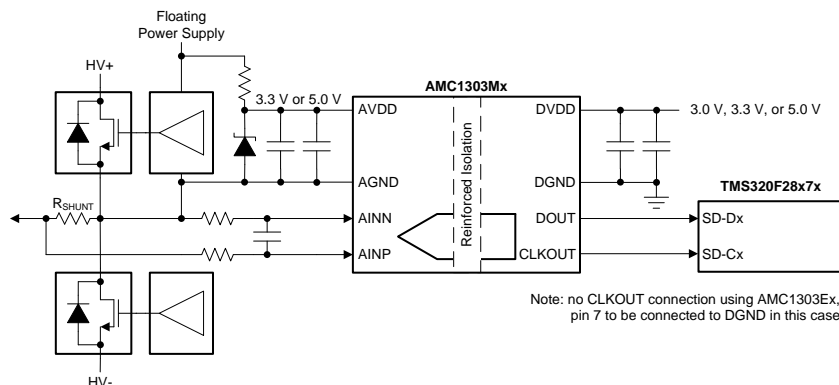 Floating
Power Supply
HV+
3.3 V or 5.0 V
AMC1303Mx
AVDD
DVDD
3.0 V, 3.3 V, or 5.0 V
Reinforced Isolation
AGND
DGND
TMS320F28x7x
RSHUNT
AINN
DOUT
SD-Dx
AINP
CLKOUT
SD-Cx
Note: no CLKOUT connection using AMC1303Ex,
pin 7 to be connected to DGND in this case
HV-